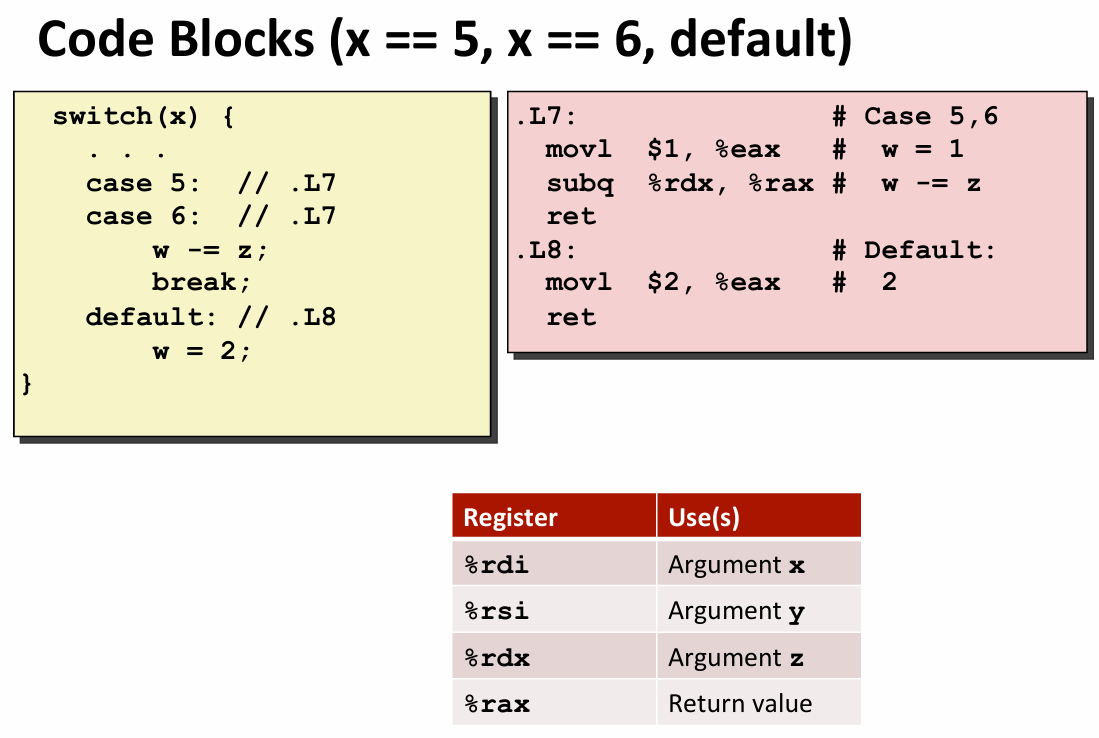 Code Blocks (x == 5, x == 6, default)
switch(x) {
. . .
case 5:  // .L7
case 6:  // .L7
w -= z;
break;
default: // .L8
w = 2;
}
.L7:               # Case 5,6
movl  $1, %eax   #  w = 1
subq  %rdx, %rax #  w -= z
ret
.L8:               # Default:
movl  $2, %eax   #  2
ret
Register Use(s)
%rdi Argument x
%rsi Argument y
%rdx Argument z
%rax Return value